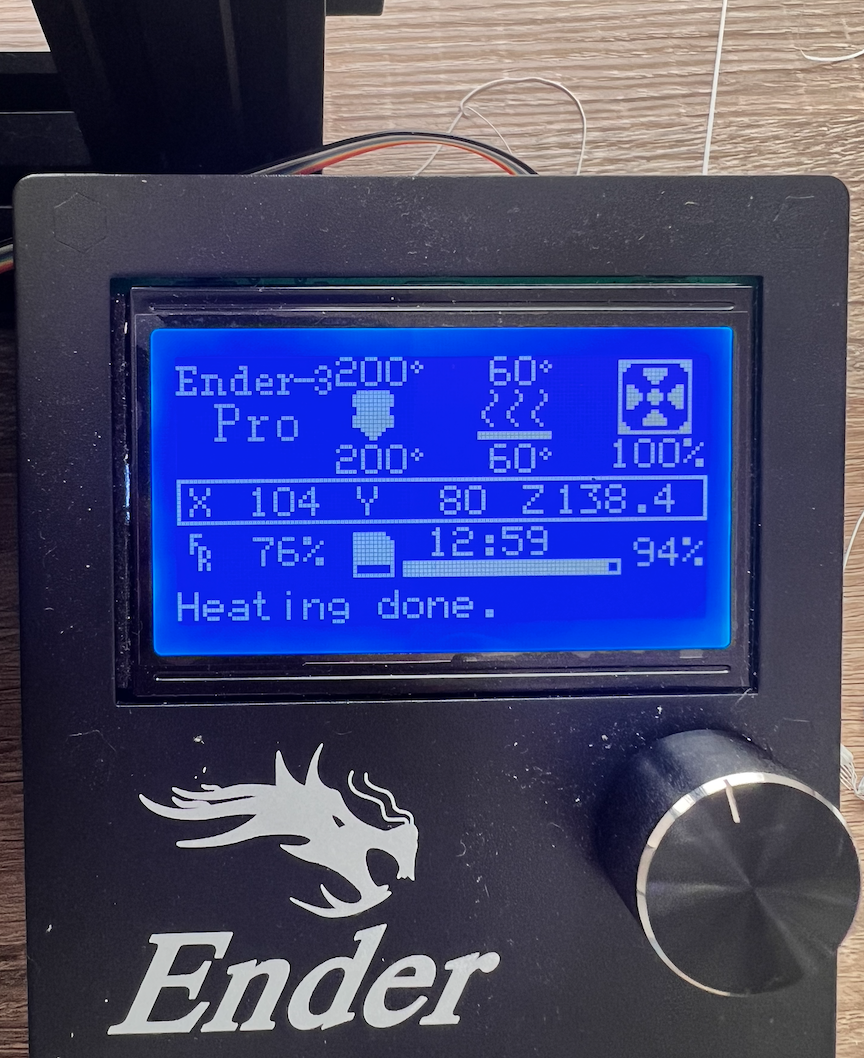 Ender-3 200° 60°
Pro
200° 60° 100%
X 104 Y 80 Z138.4
FR 76% 12:59 94%
Heating done.
Ender